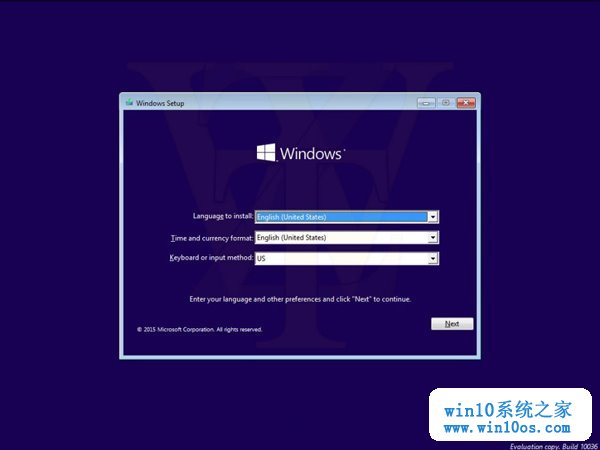 Windows Setup
Windows
Language to install: English (United States)
Time and currency format: English (United States)
Keyboard or input method: US
Enter your language and other preferences and click "Next" to continue.
Next
© 2015 Microsoft Corporation. All rights reserved.
win10系统之家
www.win10os.com
Evaluation copy. Build 10036